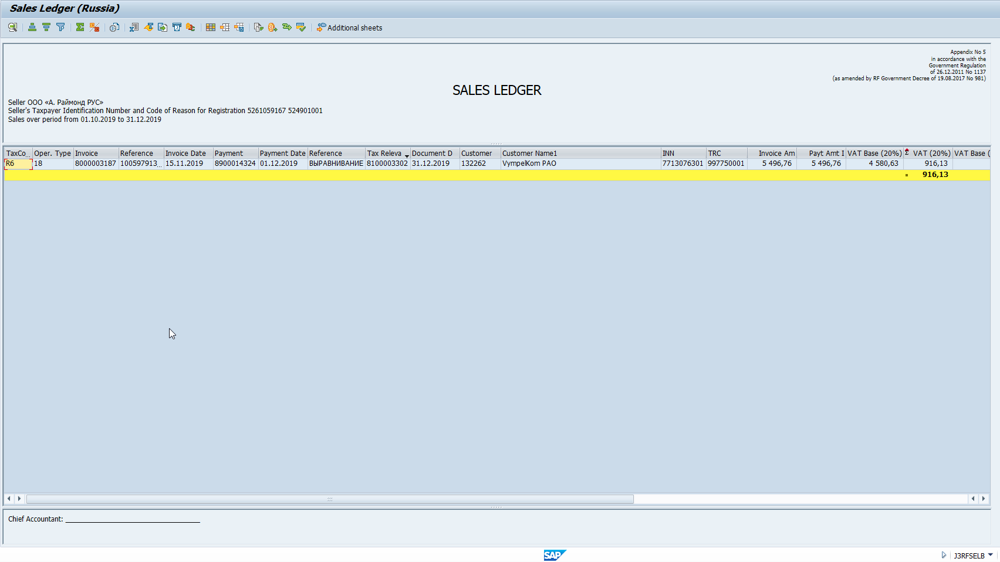 Sales Ledger (Russia)
Additional sheets
Appendix No 5
in accordance with the
Government Regulation
of 26.12.2011 No 1137
(as amended by RF Government Decree of 19.08.2017 No 981)
SALES LEDGER
Seller ООО «А. Раймонд РУС»
Seller's Taxpayer Identification Number and Code of Reason for Registration 5261059167 524901001
Sales over period from 01.10.2019 to 31.12.2019
TaxCo... Oper. Type Invoice Reference Invoice Date Payment Payment Date Reference Tax Releva Document D Customer Customer Name1 INN TRC Invoice Am Payt Amt I VAT Base (20%) Σ VAT (20%) VAT Base (
R6 18 8000003187 100597913... 15.11.2019 8900014324 01.12.2019 ВЫРАВНИВАНИЕ 8100003302 31.12.2019 132262 VympelKom PAO 7713076301 997750001 5 496,76 5 496,76 4 580,63 916,13
916,13
Chief Accountant:
SAP
J3RFSELB